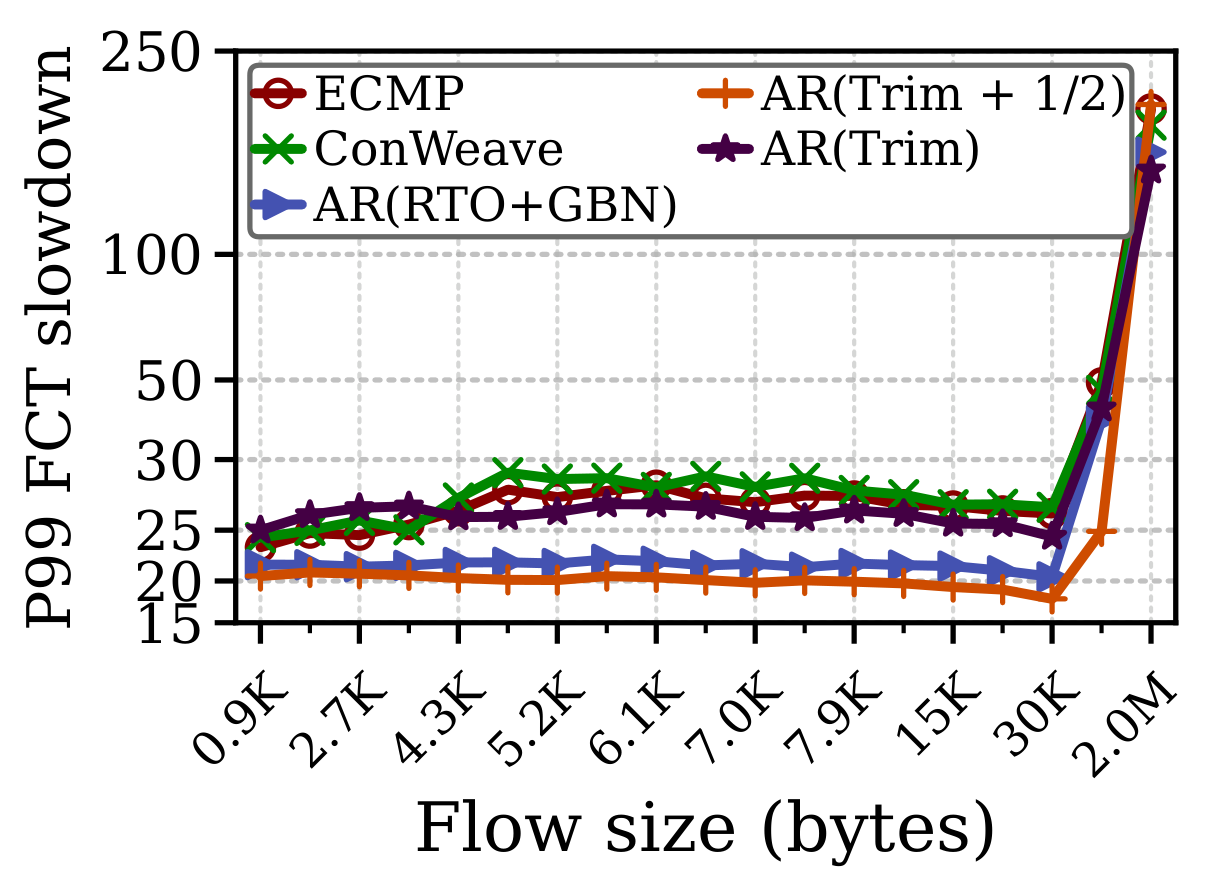 P99 FCT slowdown
250
100
50
30
25
20
15
ECMP
ConWeave
AR(RTO+GBN)
AR(Trim + 1/2)
AR(Trim)
0.9K
2.7K
4.3K
5.2K
6.1K
7.0K
7.9K
15K
30K
2.0M
Flow size (bytes)